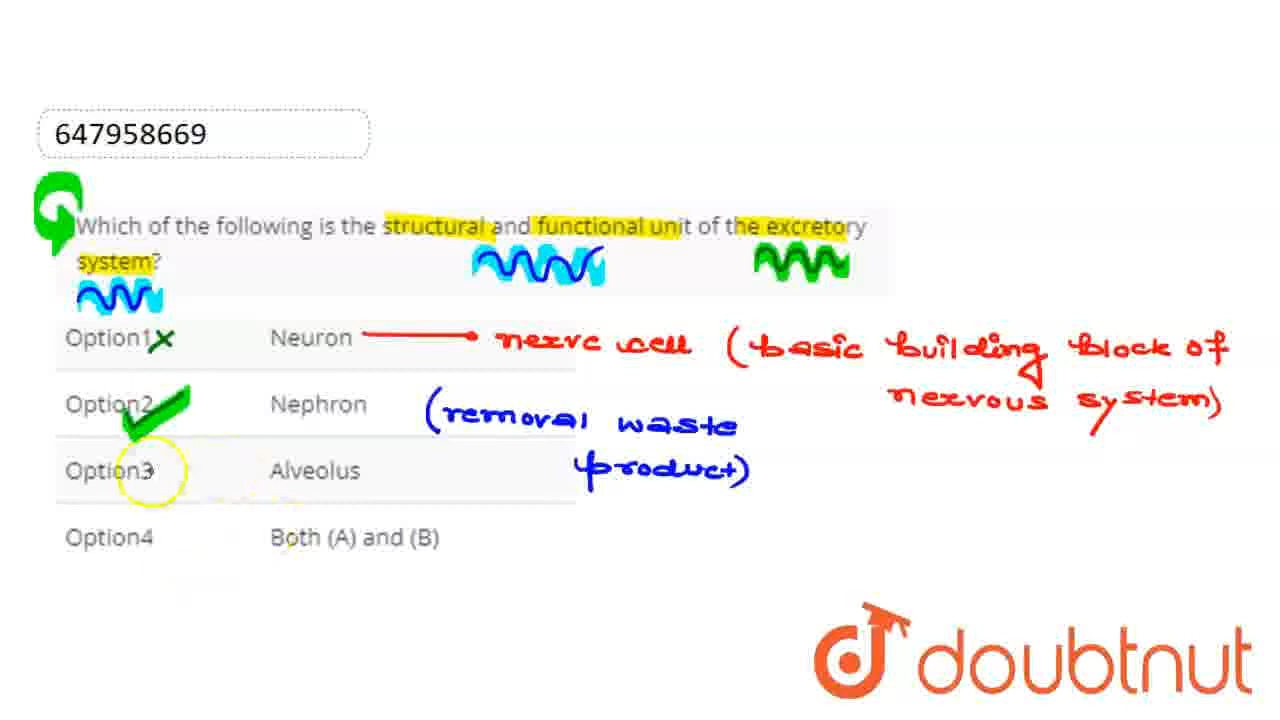 647958669
Which of the following is the structural and functional unit of the excretory
system?
Option1 x Neuron nerve cell (basic building block of
nervous system)
Option2 Nephron (removal waste
product)
Option3 Alveolus
Option4 Both (A) and (B)
doubtnut